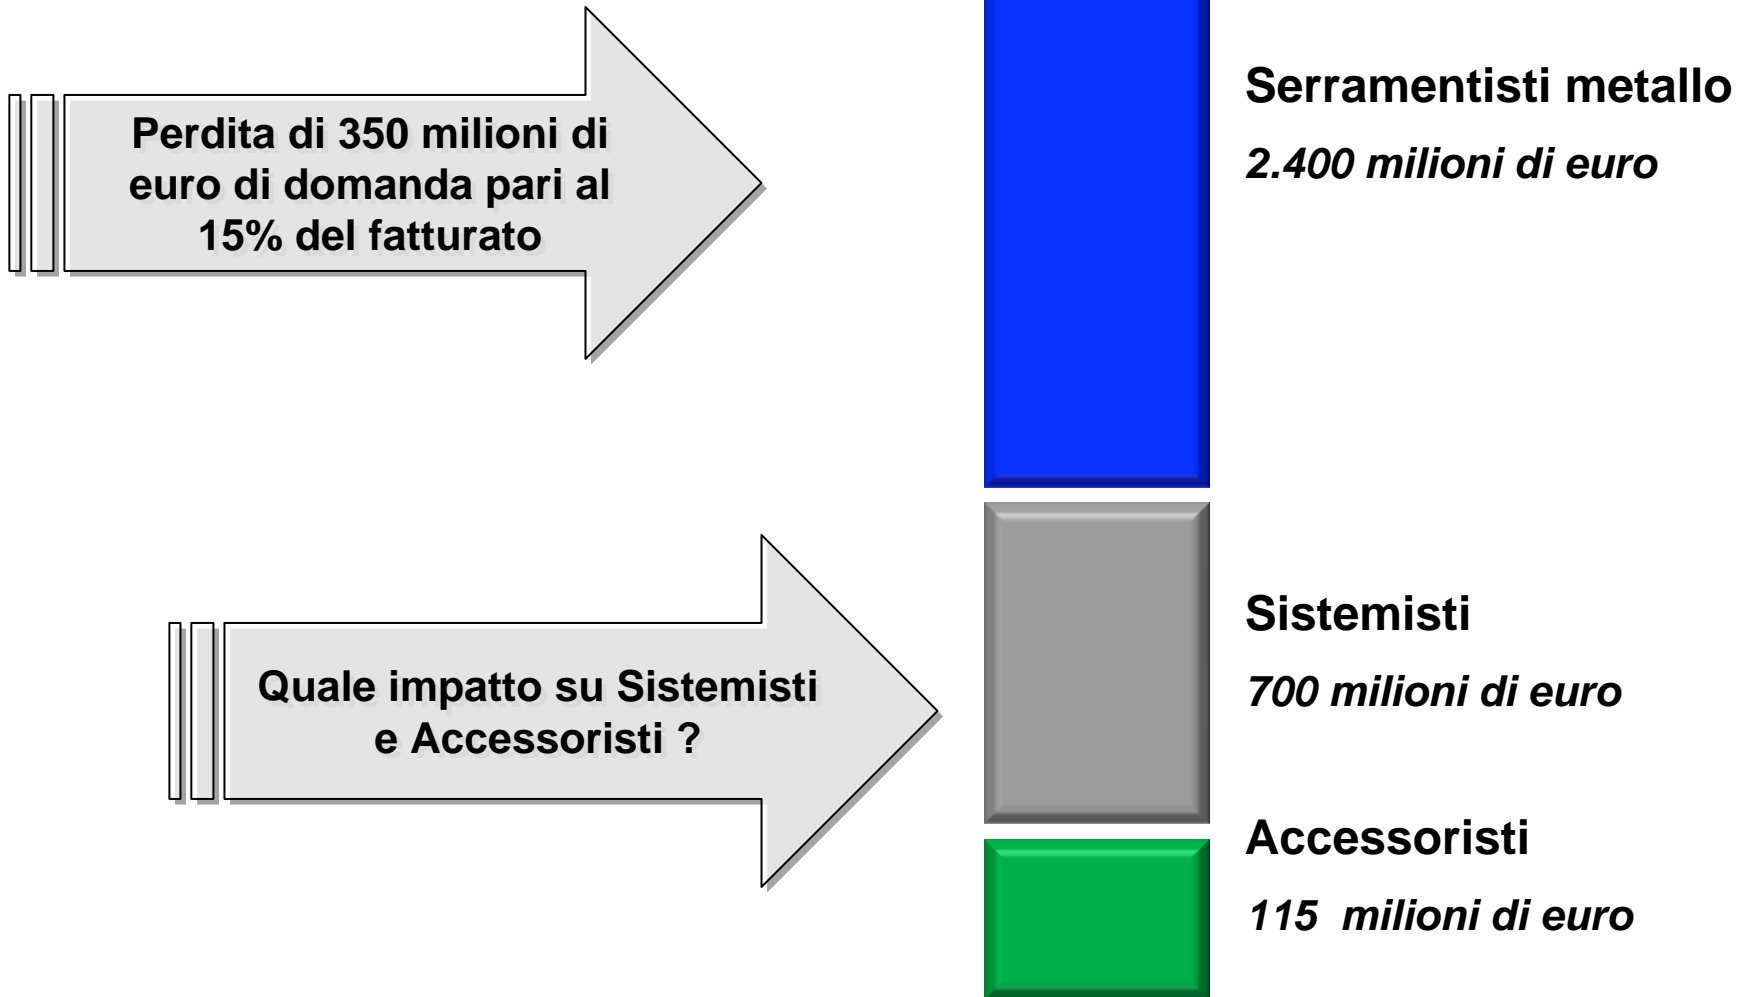 Perdita di 350 milioni di
euro di domanda pari al
15% del fatturato
Serramentisti metallo
2.400 milioni di euro
Quale impatto su Sistemisti
e Accessoristi ?
Sistemisti
700 milioni di euro
Accessoristi
115 milioni di euro